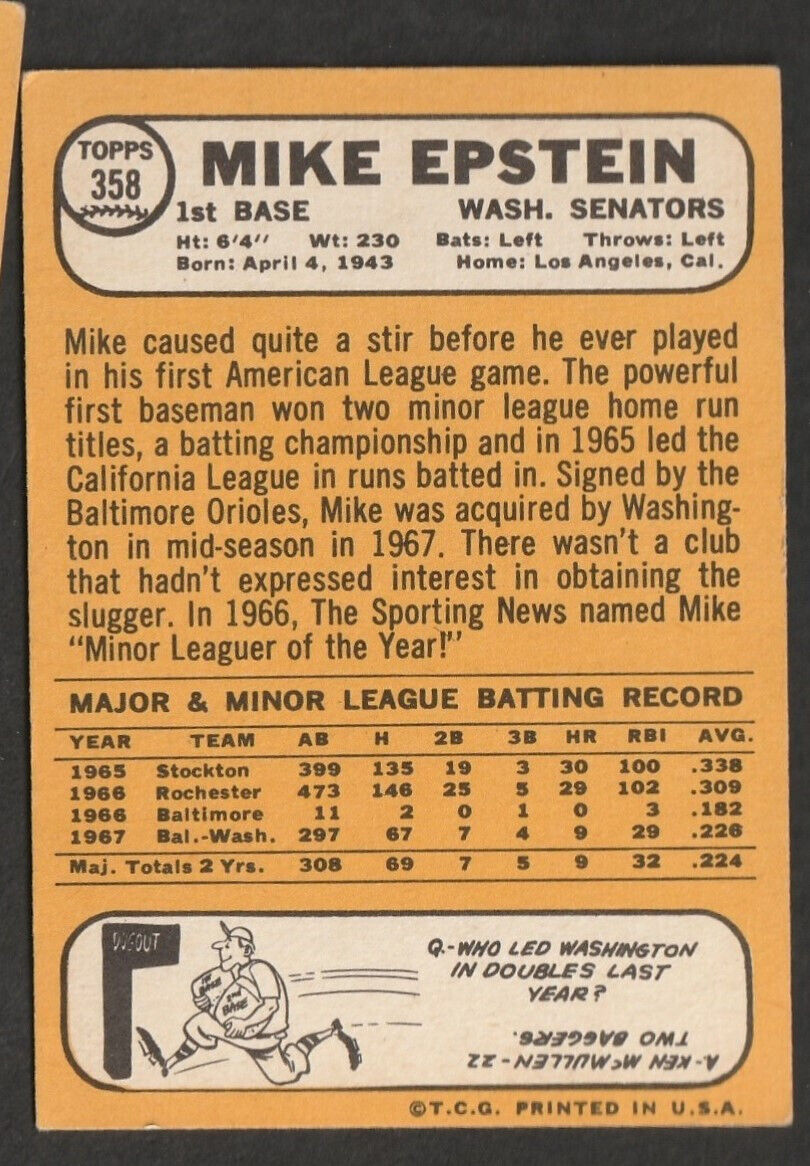 TOPPS
358
MIKE EPSTEIN
1st BASE WASH. SENATORS
Ht: 6'4" Wt: 230 Bats: Left Throws: Left
Born: April 4, 1943 Home: Los Angeles, Cal.
Mike caused quite a stir before he ever played
in his first American League game. The powerful
first baseman won two minor league home run
titles, a batting championship and in 1965 led the
California League in runs batted in. Signed by the
Baltimore Orioles, Mike was acquired by Washing-
ton in mid-season in 1967. There wasn't a club
that hadn't expressed interest in obtaining the
slugger. In 1966, The Sporting News named Mike
"Minor Leaguer of the Year!"
MAJOR & MINOR LEAGUE BATTING RECORD
YEAR TEAM AB H 2B 3B HR RBI AVG.
1965 Stockton 399 135 19 3 30 100 .338
1966 Rochester 473 146 25 5 29 102 .309
1966 Baltimore 11 2 0 1 0 3 .182
1967 Bal.-Wash. 297 67 7 4 9 29 .226
Maj. Totals 2 Yrs. 308 69 7 5 9 32 .224
DUGOUT
1ST
BASE
2ND
BASE
Q.-WHO LED WASHINGTON
IN DOUBLES LAST
YEAR?
A-KEN McMULLEN-22
TWO BAGGERS.
©T.C.G. PRINTED IN U.S.A.